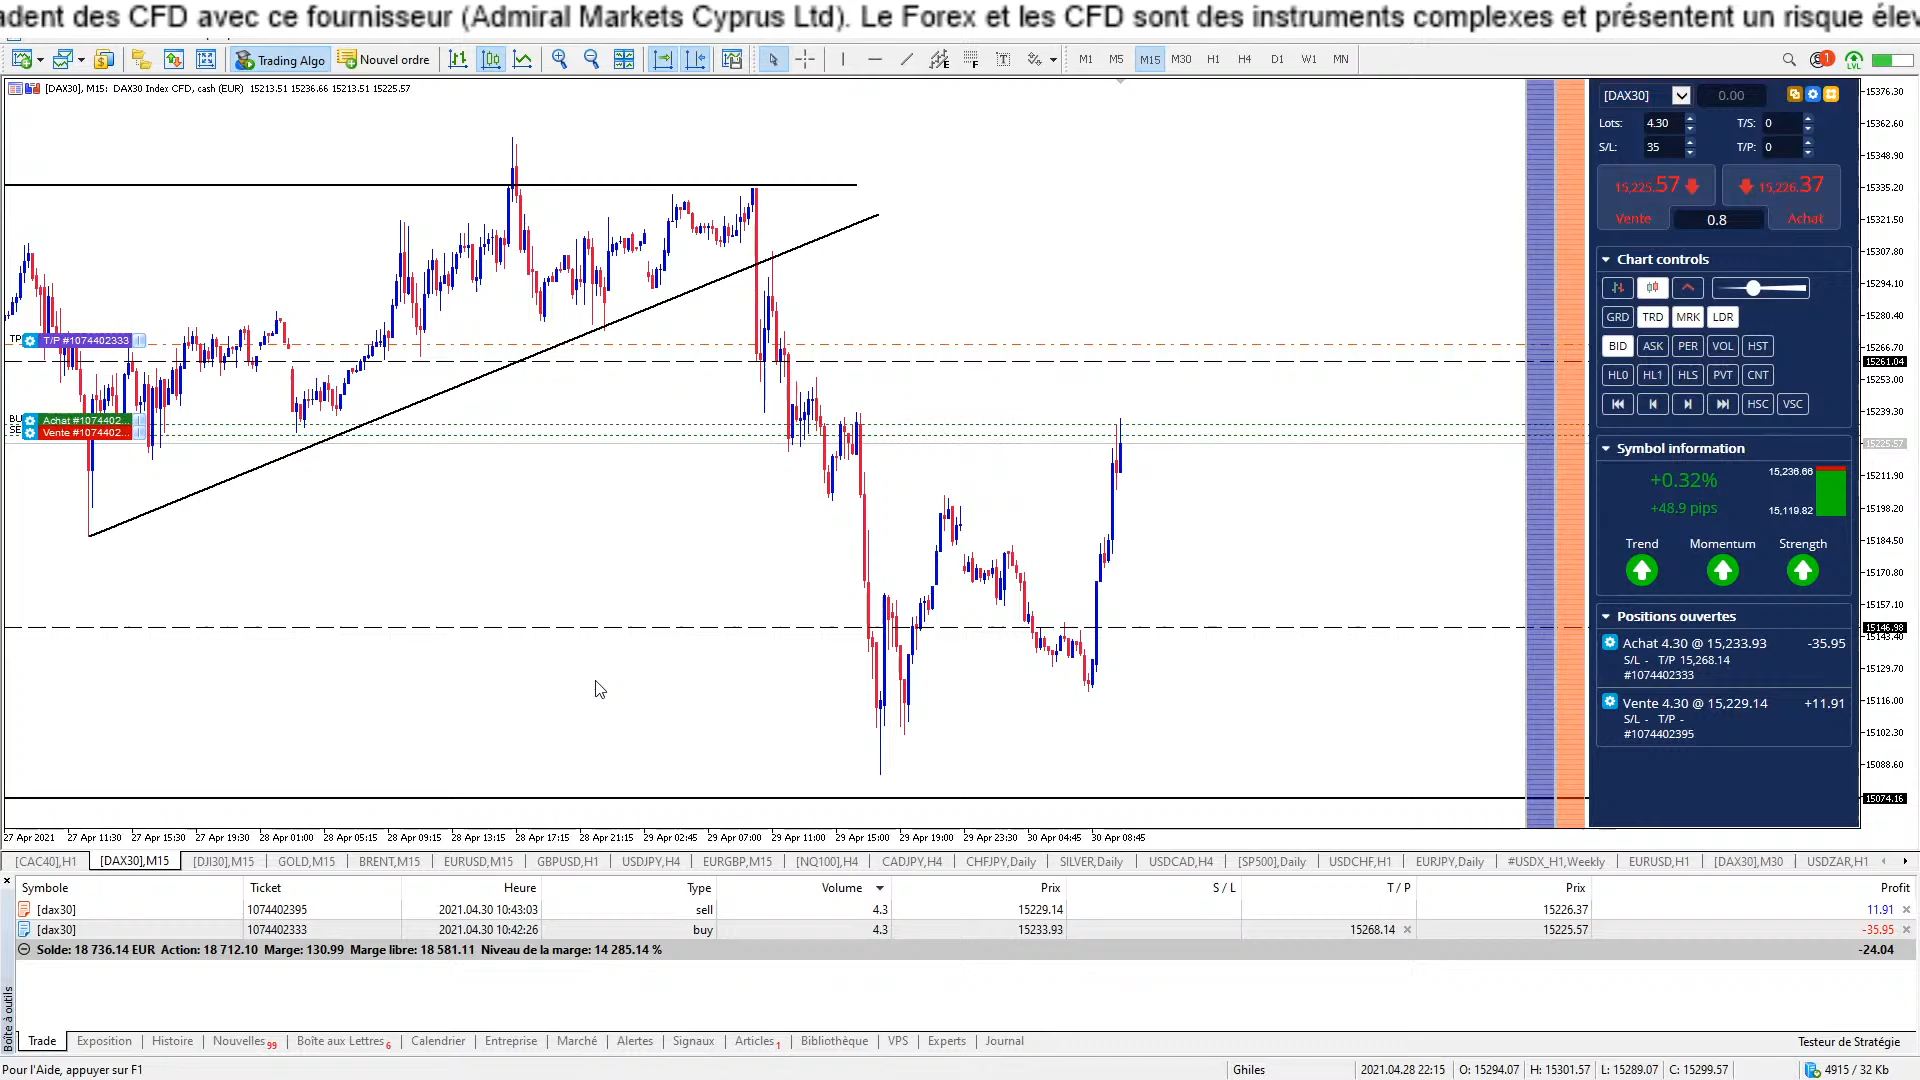 adent des CFD avec ce fournisseur (Admiral Markets Cyprus Ltd). Le Forex et les CFD sont des instruments complexes et présentent un risque élev
Trading Algo
Nouvel ordre
M1 M5 M15 M30 H1 H4 D1 W1 MN
1
LVL
[DAX30], M15: DAX30 Index CFD, cash (EUR) 15213.51 15236.66 15213.51 15225.57
TP
T/P #1074402333
BU
Achat #1074402...
SE
Vente #1074402...
15376.30
15362.60
15348.90
15335.20
15321.50
15307.80
15294.10
15280.40
15266.70
15261.04
15253.00
15239.30
15225.57
15211.90
15198.20
15184.50
15170.80
15157.10
15146.98
15143.40
15129.70
15116.00
15102.30
15088.60
15074.16
[DAX30] 0.00
Lots: 4.30 T/S: 0
S/L: 35 T/P: 0
15,225.57 15,226.37
Vente 0.8 Achat
Chart controls
GRD TRD MRK LDR
BID ASK PER VOL HST
HL0 HL1 HLS PVT CNT
HSC VSC
Symbol information
+0.32% 15,236.66
+48.9 pips 15,119.82
Trend Momentum Strength
Positions ouvertes
Achat 4.30 @ 15,233.93 -35.95
S/L - T/P 15,268.14
#1074402333
Vente 4.30 @ 15,229.14 +11.91
S/L - T/P -
#1074402395
27 Apr 2021 27 Apr 11:30 27 Apr 15:30 27 Apr 19:30 28 Apr 01:00 28 Apr 05:15 28 Apr 09:15 28 Apr 13:15 28 Apr 17:15 28 Apr 21:15 29 Apr 02:45 29 Apr 07:00 29 Apr 11:00 29 Apr 15:00 29 Apr 19:00 29 Apr 23:30 30 Apr 04:45 30 Apr 08:45
[CAC40],H1 [DAX30],M15 [DJI30],M15 GOLD,M15 BRENT,M15 EURUSD,M15 GBPUSD,H1 USDJPY,H4 EURGBP,M15 [NQ100],H4 CADJPY,H4 CHFJPY,Daily SILVER,Daily USDCAD,H4 [SP500],Daily USDCHF,H1 EURJPY,Daily #USDX_H1,Weekly EURUSD,H1 [DAX30],M30 USDZAR,H1
Symbole Ticket Heure Type Volume Prix S / L T / P Prix Profit
[dax30] 1074402395 2021.04.30 10:43:03 sell 4.3 15229.14 15226.37 11.91
[dax30] 1074402333 2021.04.30 10:42:26 buy 4.3 15233.93 15268.14 15225.57 -35.95
Solde: 18 736.14 EUR Action: 18 712.10 Marge: 130.99 Marge libre: 18 581.11 Niveau de la marge: 14 285.14 % -24.04
Boîte à outils
Trade Exposition Histoire Nouvelles 99 Boîte aux Lettres 6 Calendrier Entreprise Marché Alertes Signaux Articles 1 Bibliothèque VPS Experts Journal Testeur de Stratégie
Pour l'Aide, appuyer sur F1 Ghiles 2021.04.28 22:15 O: 15294.07 H: 15301.57 L: 15289.07 C: 15299.57 4915 / 32 Kb